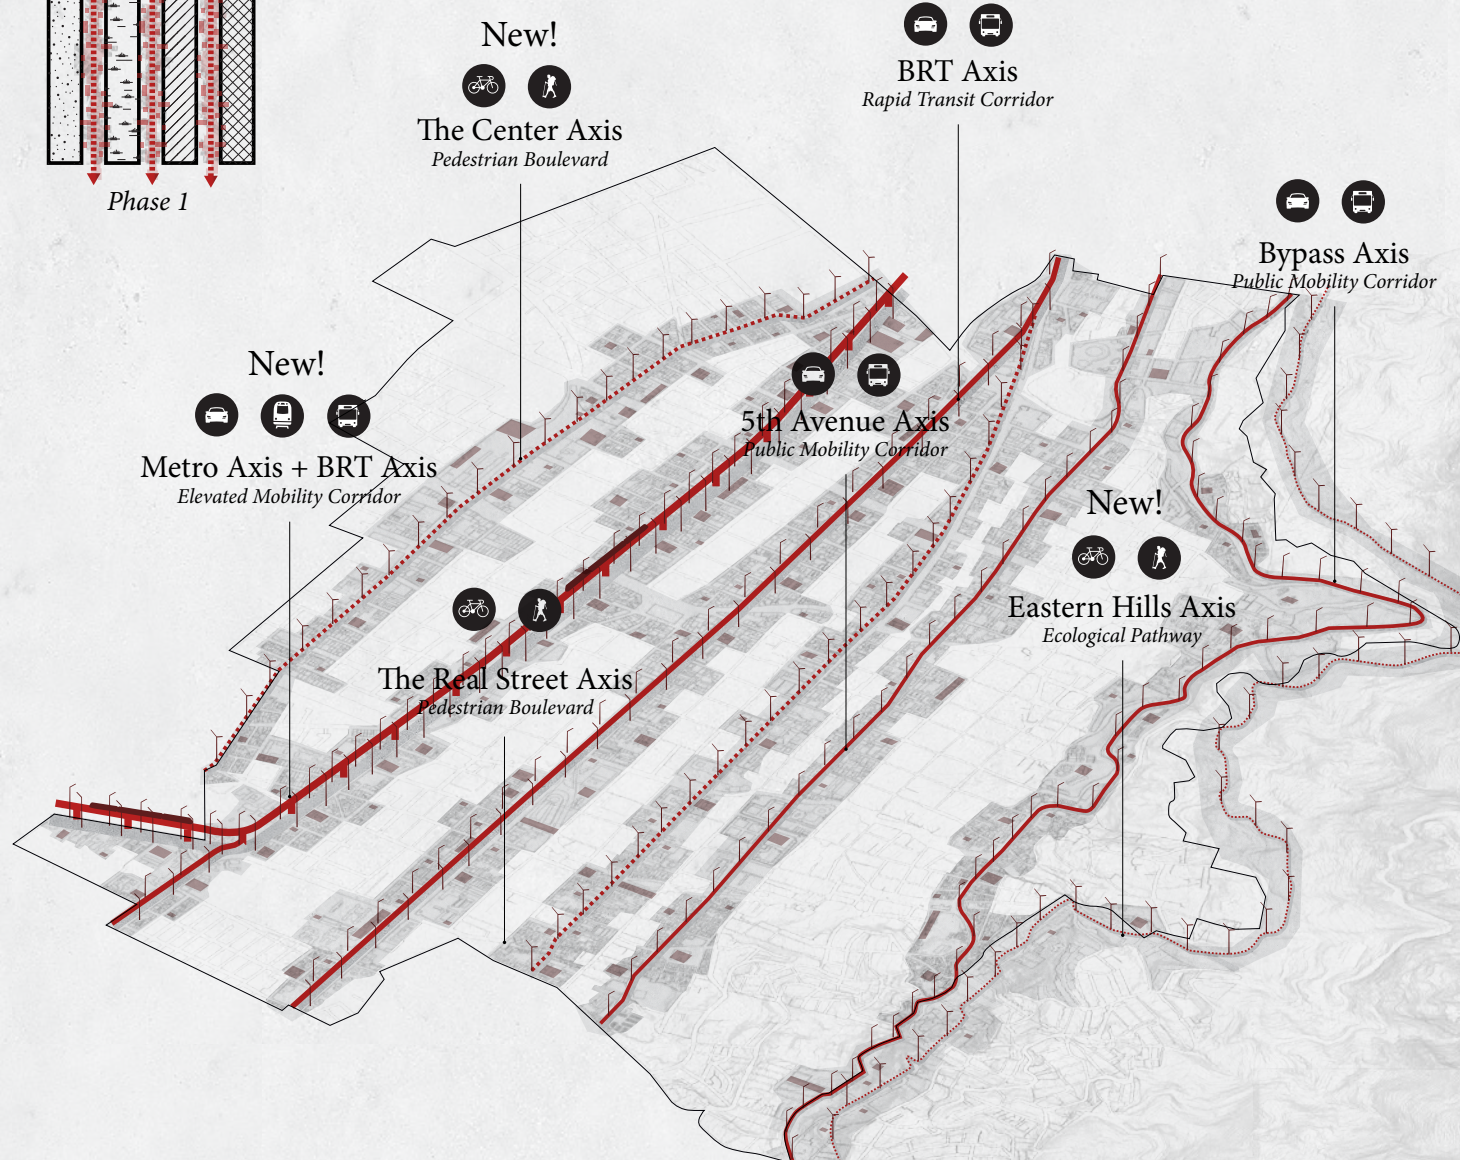 New!
The Center Axis
Pedestrian Boulevard
BRT Axis
Rapid Transit Corridor
Phase 1
Bypass Axis
Public Mobility Corridor
New!
Metro Axis + BRT Axis
Elevated Mobility Corridor
5th Avenue Axis
Public Mobility Corridor
New!
Eastern Hills Axis
Ecological Pathway
The Real Street Axis
Pedestrian Boulevard